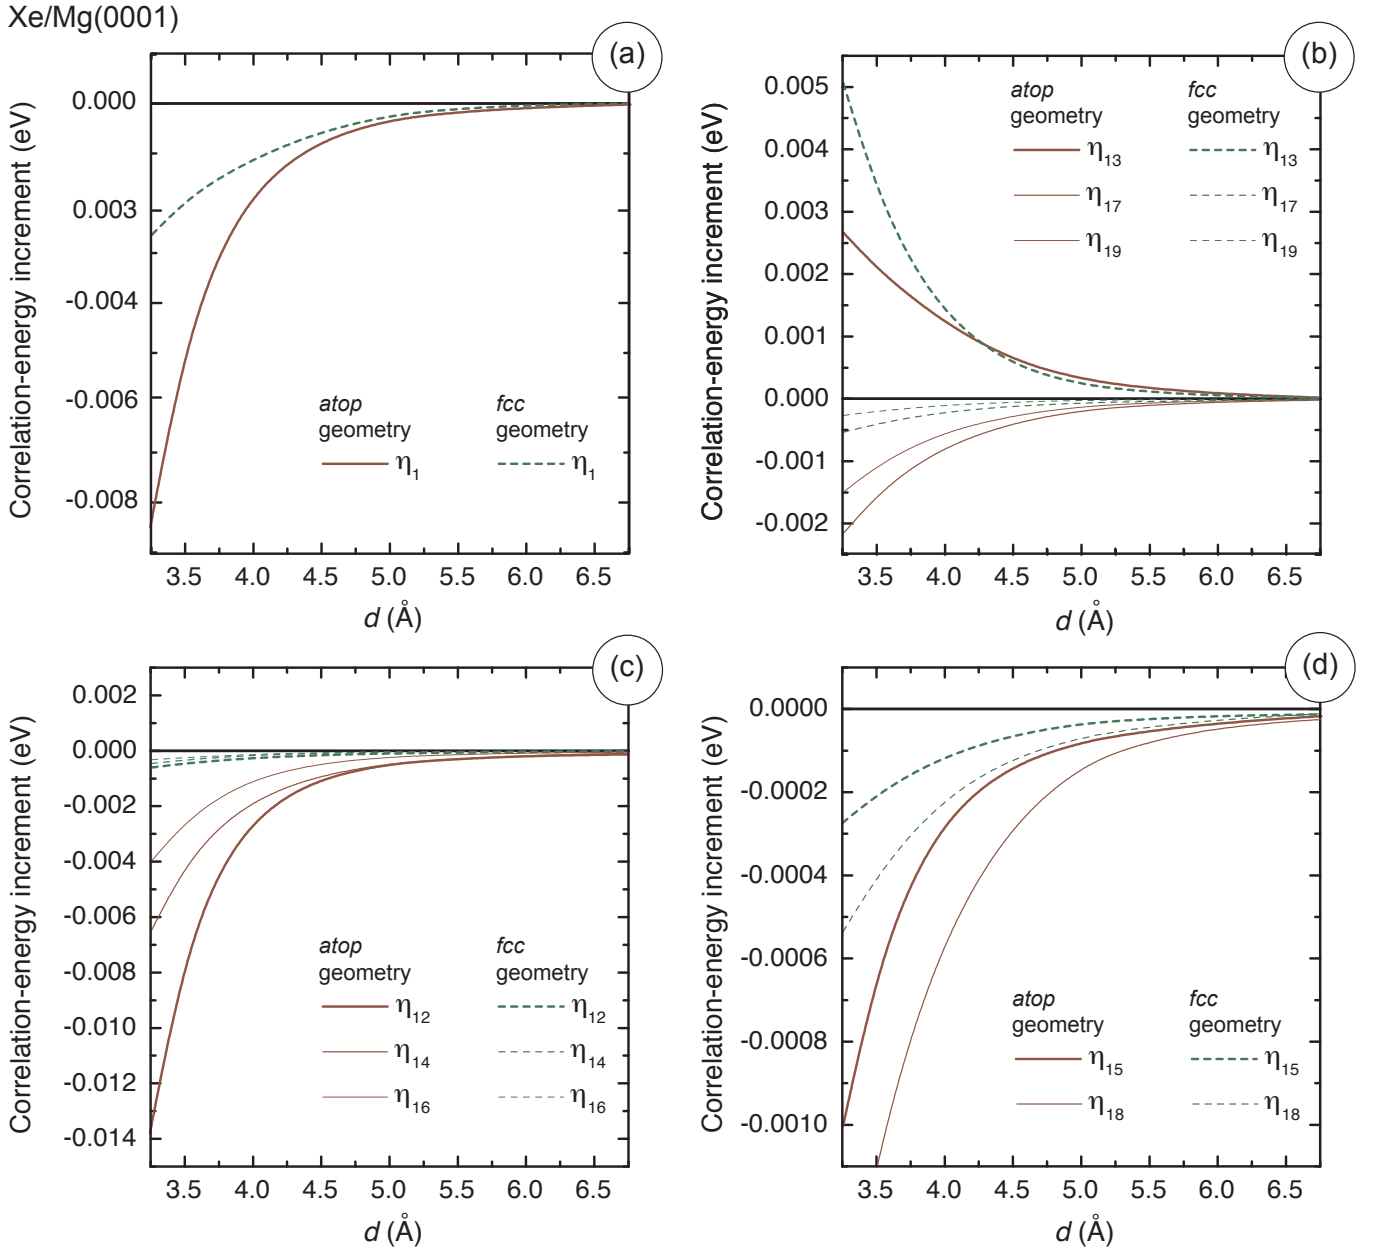 Xe/Mg(0001)
(a)
Correlation-energy increment (eV)
0.000
0.003
-0.004
-0.006
-0.008
atop geometry
fcc geometry
η1
η1
3.5 4.0 4.5 5.0 5.5 6.0 6.5
d (Å)
(b)
Correlation-energy increment (eV)
0.005
0.004
0.003
0.002
0.001
0.000
-0.001
-0.002
atop geometry
fcc geometry
η13 η13
η17 η17
η19 η19
3.5 4.0 4.5 5.0 5.5 6.0 6.5
d (Å)
(c)
Correlation-energy increment (eV)
0.002
0.000
-0.002
-0.004
-0.006
-0.008
-0.010
-0.012
-0.014
atop geometry
fcc geometry
η12 η12
η14 η14
η16 η16
3.5 4.0 4.5 5.0 5.5 6.0 6.5
d (Å)
(d)
Correlation-energy increment (eV)
0.0000
-0.0002
-0.0004
-0.0006
-0.0008
-0.0010
atop geometry
fcc geometry
η15 η15
η18 η18
3.5 4.0 4.5 5.0 5.5 6.0 6.5
d (Å)